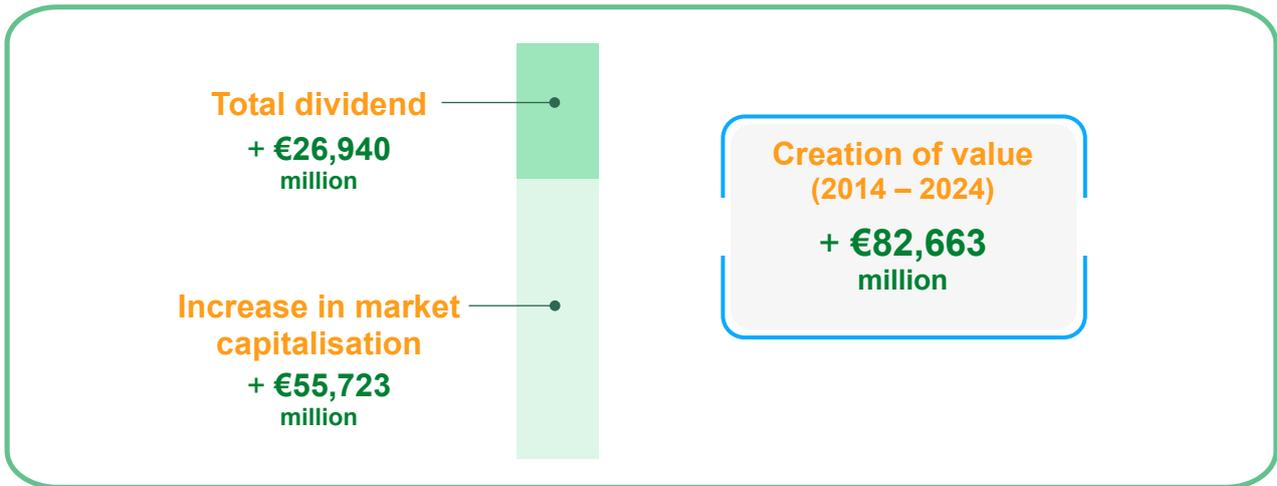 Total dividend
+ €26,940
million
Increase in market
capitalisation
+ €55,723
million
Creation of value
(2014 – 2024)
+ €82,663
million